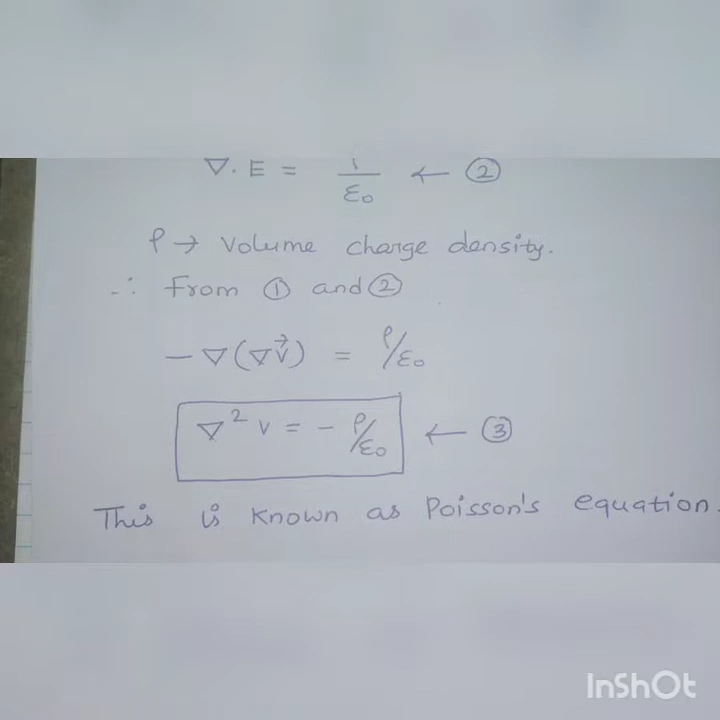 ∇. E = 1/ε₀ ← ②
ρ → volume charge density.
∴ From ① and ②
− ∇(∇V⃗) = ρ/ε₀
∇² v = − ρ/ε₀ ← ③
This is known as Poisson's equation.
InShOt